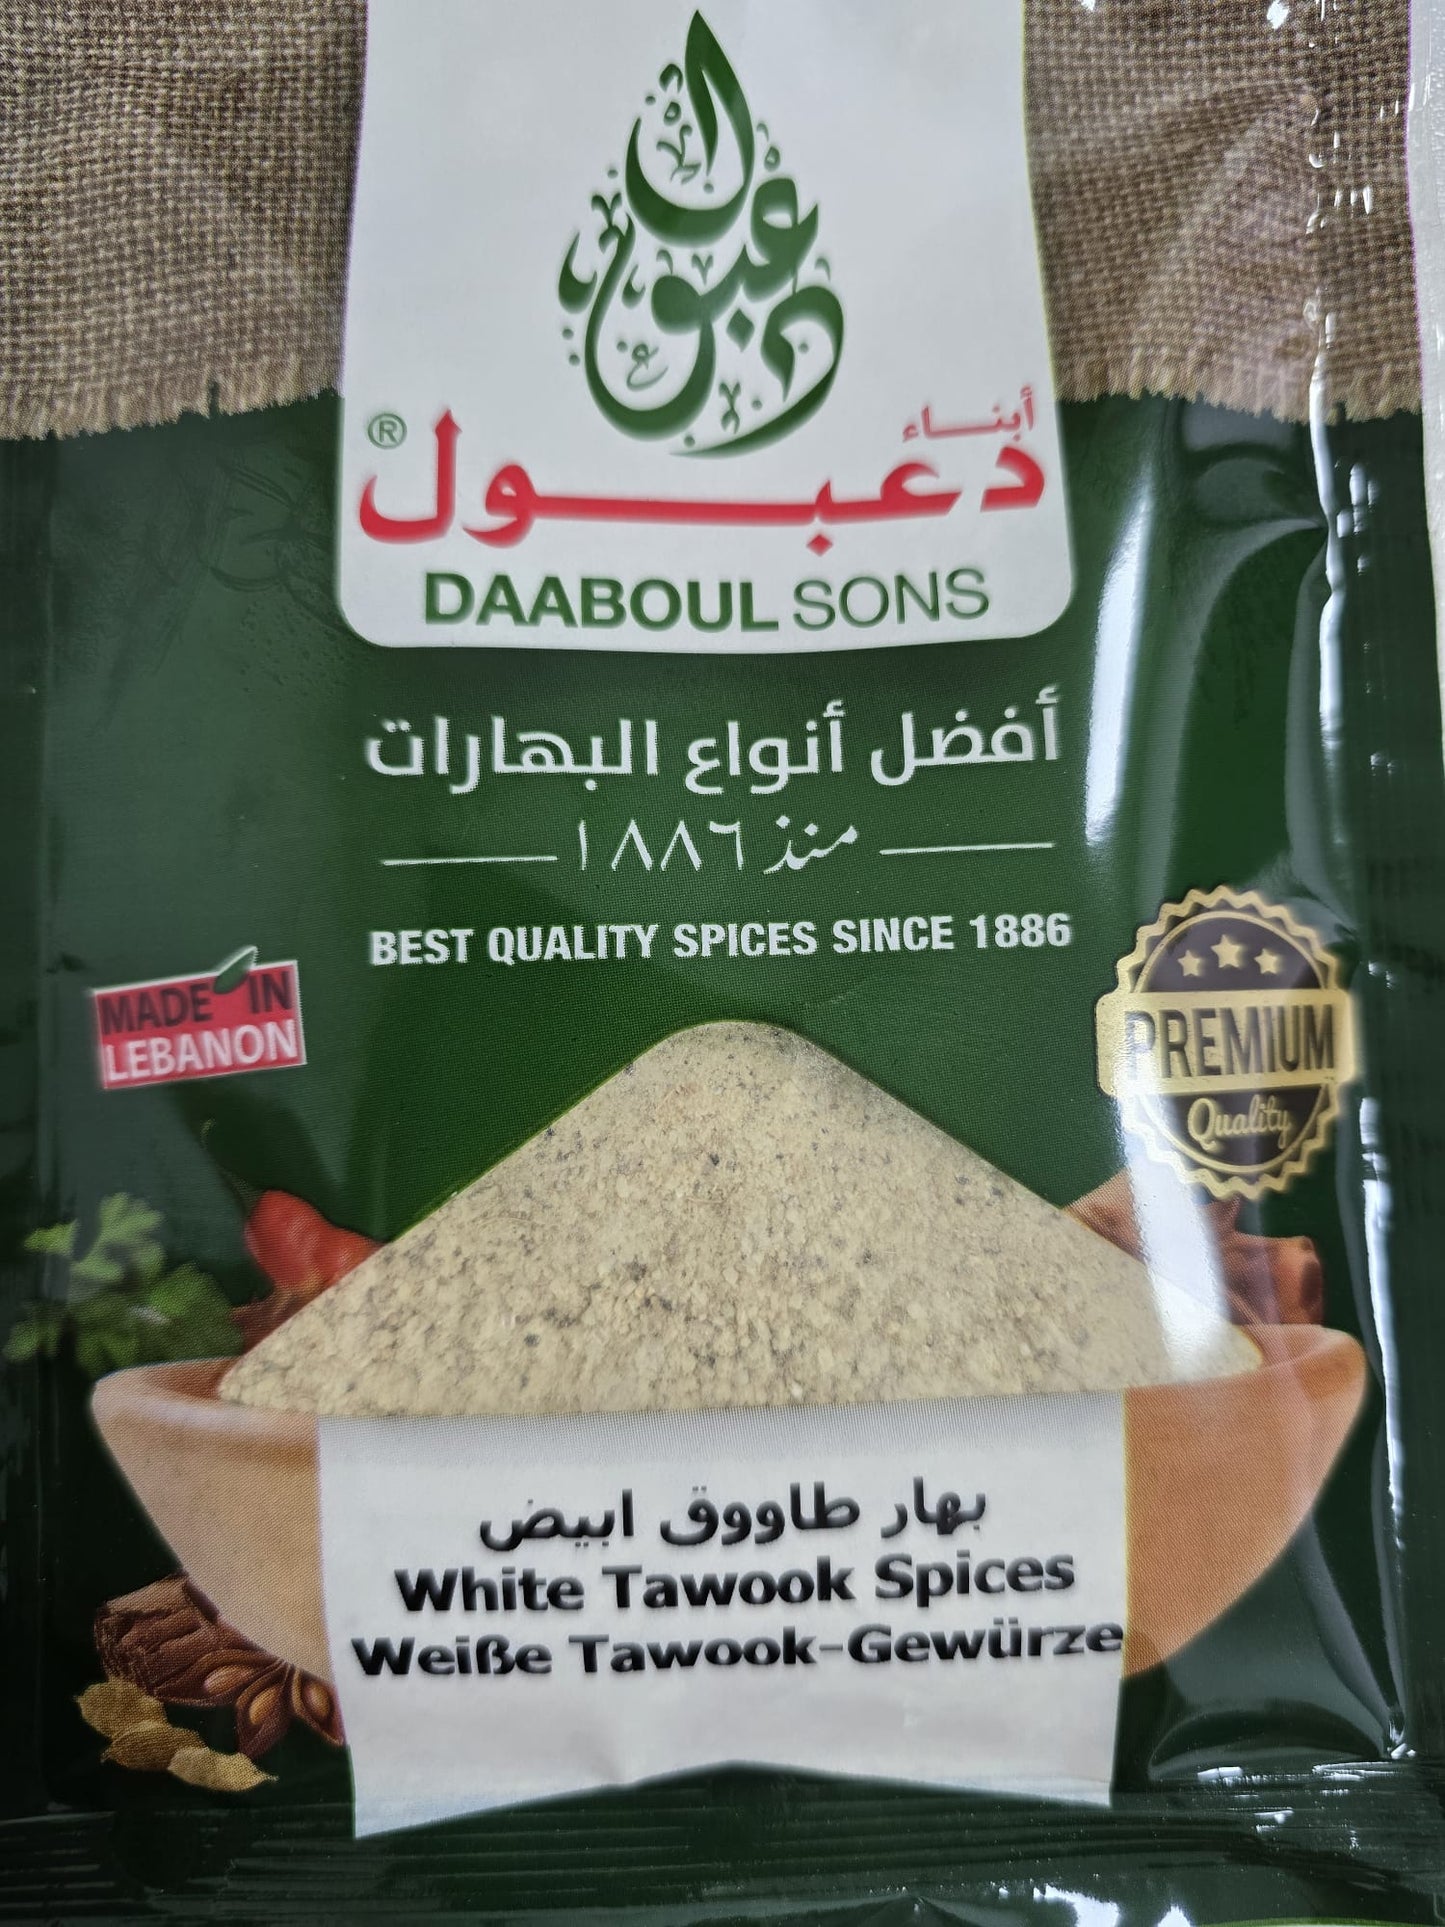 أبناء
دعبول
®
DAABOUL SONS
أفضل أنواع البهارات
منذ ١٨٨٦
BEST QUALITY SPICES SINCE 1886
MADE IN
LEBANON
PREMIUM
Quality
بهار طاووق ابيض
White Tawook Spices
Weiße Tawook-Gewürze